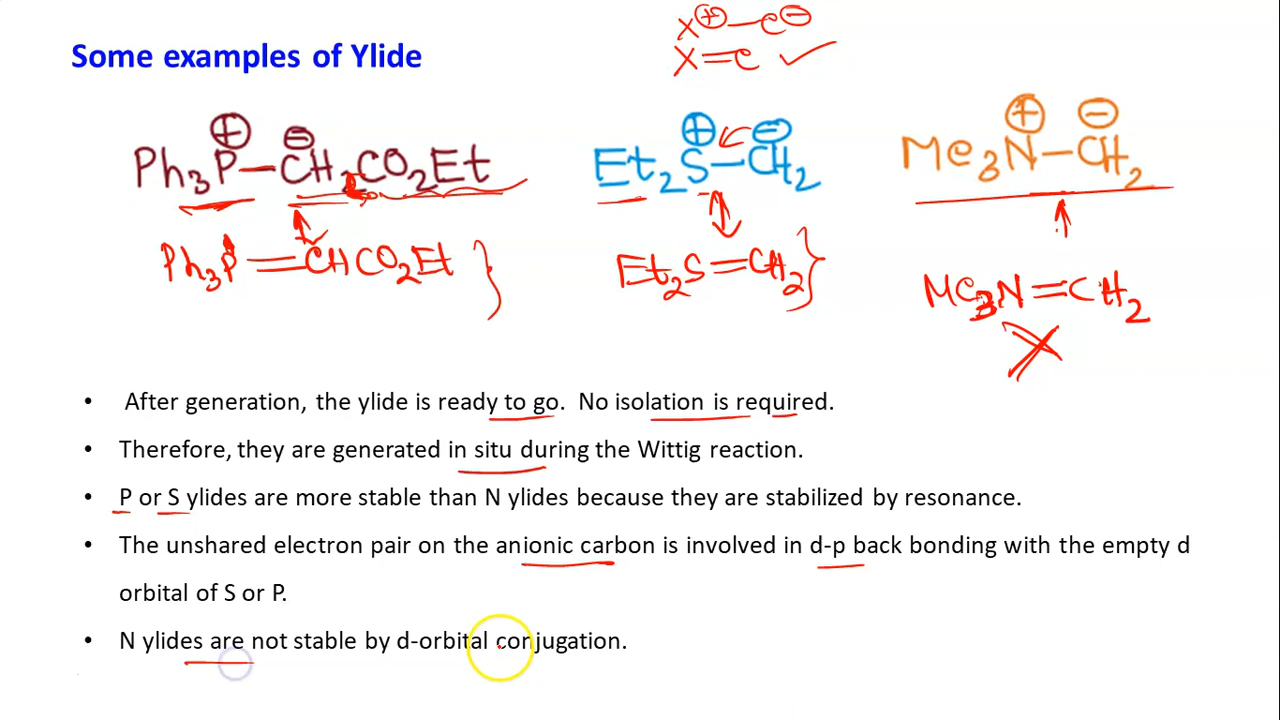 X⊕—C⊖
Some examples of Ylide
X=C ✓
Ph₃P⊕—C⊖H₂CO₂Et Et₂S⊕—C⊖H₂ Me₃N⊕—C⊖H₂
Ph₃P=CHCO₂Et} Et₂S=CH₂} Me₃N=CH₂
• After generation, the ylide is ready to go. No isolation is required.
• Therefore, they are generated in situ during the Wittig reaction.
• P or S ylides are more stable than N ylides because they are stabilized by resonance.
• The unshared electron pair on the anionic carbon is involved in d-p back bonding with the empty d
orbital of S or P.
• N ylides are not stable by d-orbital conjugation.